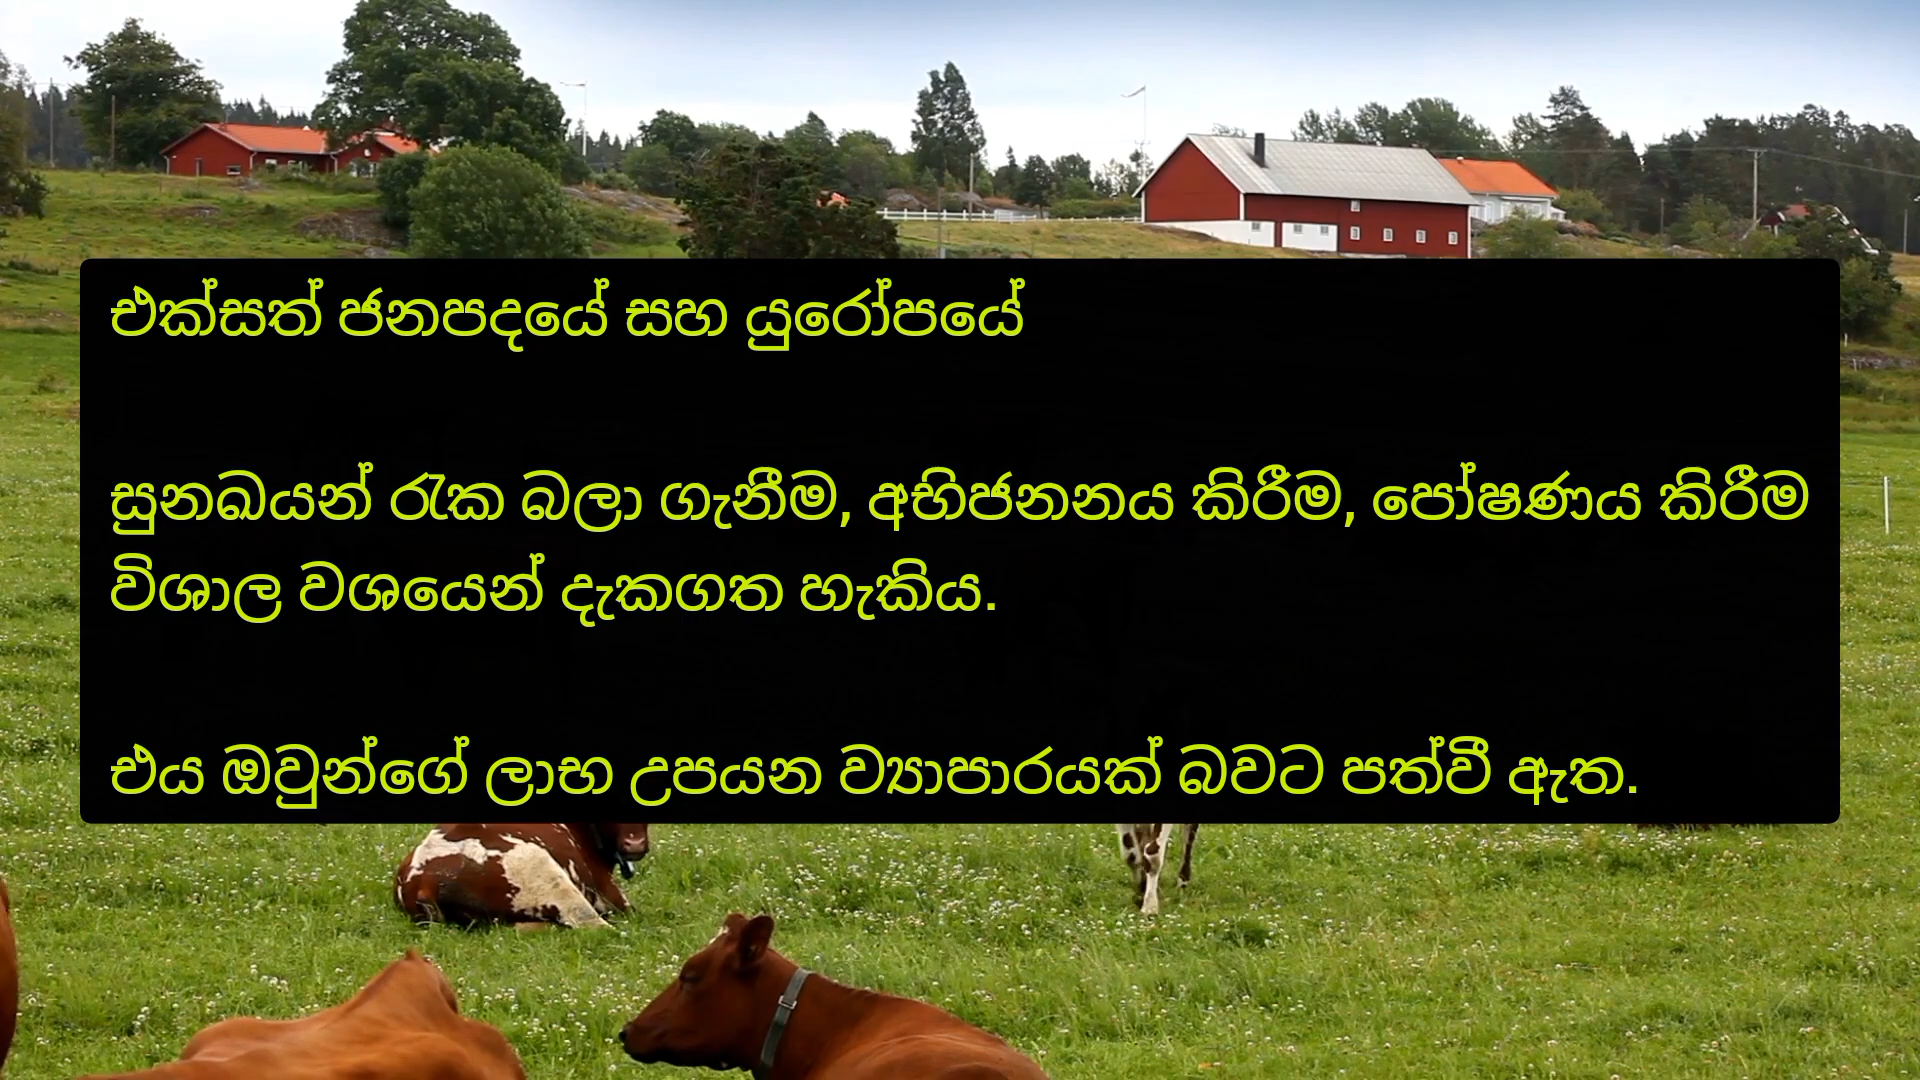 එක්සත් ජනපදයේ සහ යුරෝපයේ
සුනඛයන් රැක බලා ගැනීම, අභිජනනය කිරීම, පෝෂණය කිරීම
විශාල වශයෙන් දැකගත හැකිය.
එය ඔවුන්ගේ ලාභ උපයන ව්‍යාපාරයක් බවට පත්වී ඇත.